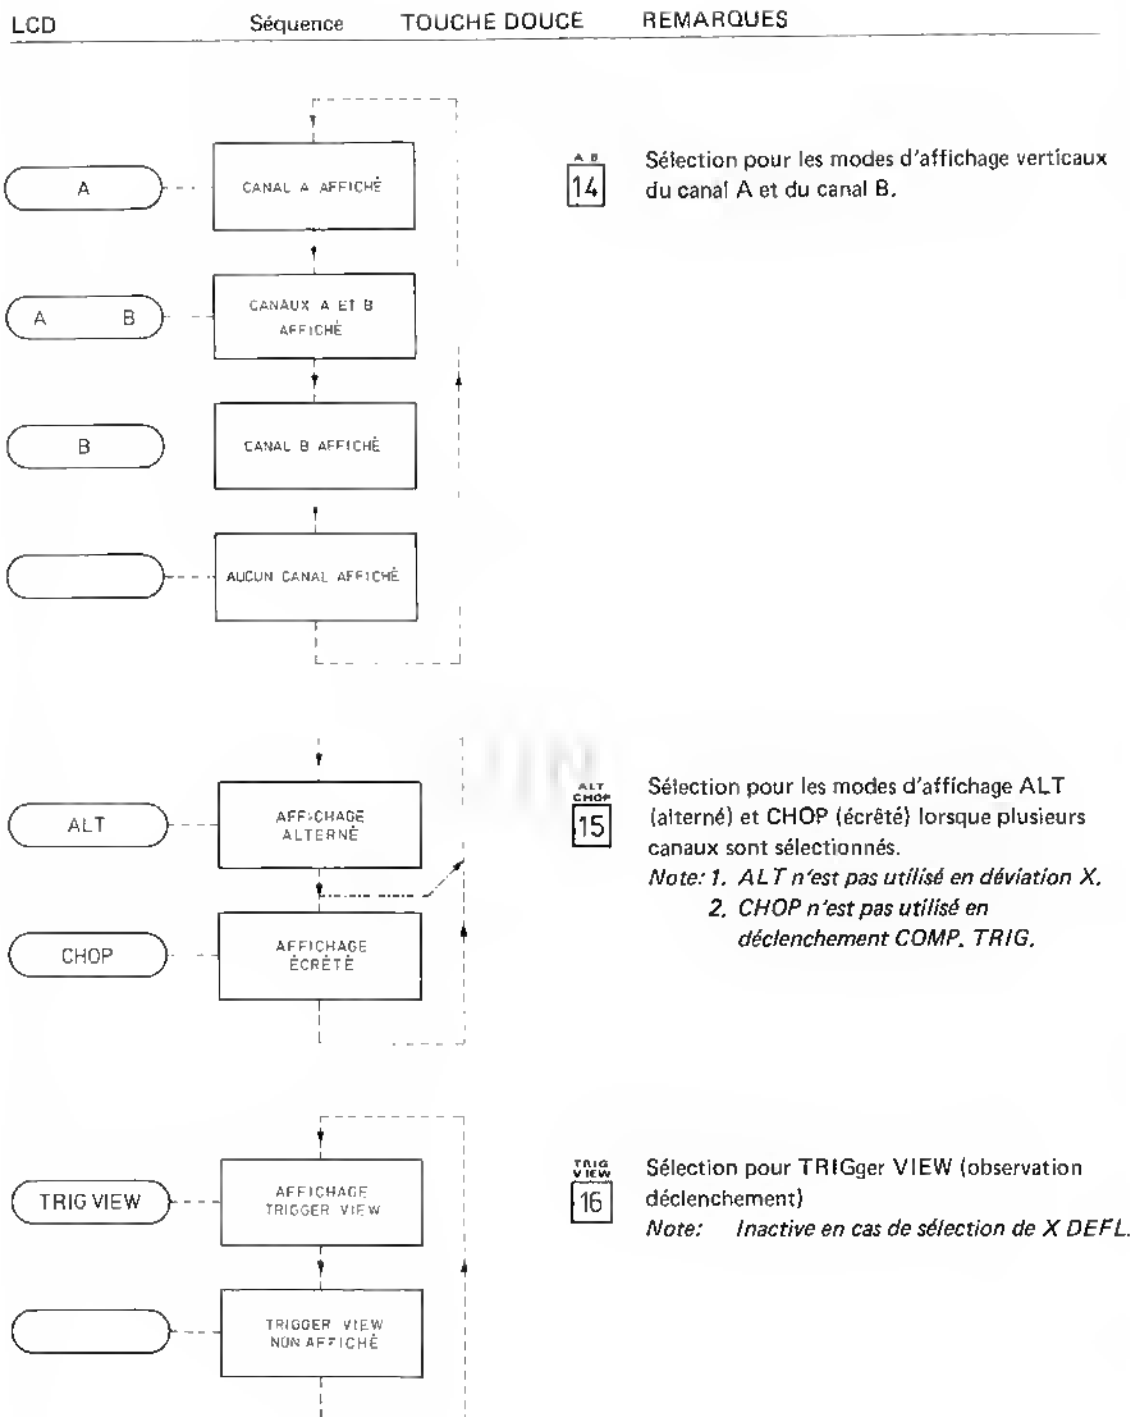 LCD Séquence TOUCHE DOUCE REMARQUES
A
CANAL A AFFICHÉ
A B
14
Sélection pour les modes d'affichage verticaux
du canal A et du canal B.
A B
CANAUX A ET B
AFFICHÉ
B
CANAL B AFFICHÉ
AUCUN CANAL AFFICHÉ
ALT
AFFICHAGE
ALTERNÉ
ALT
CHOP
15
Sélection pour les modes d'affichage ALT
(alterné) et CHOP (écrêté) lorsque plusieurs
canaux sont sélectionnés.
Note: 1. ALT n'est pas utilisé en déviation X.
2. CHOP n'est pas utilisé en
déclenchement COMP. TRIG.
CHOP
AFFICHAGE
ÉCRÊTÉ
TRIG VIEW
AFFICHAGE
TRIGGER VIEW
TRIG
VIEW
16
Sélection pour TRIGger VIEW (observation
déclenchement)
Note: Inactive en cas de sélection de X DEFL.
TRIGGER VIEW
NON AFFICHÉ